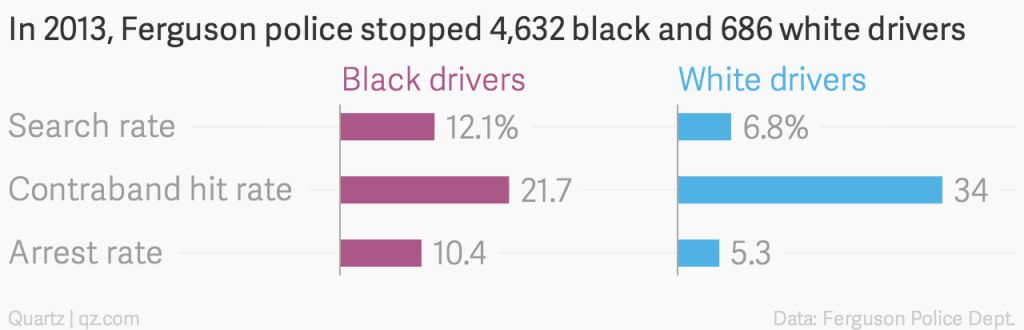 In 2013, Ferguson police stopped 4,632 black and 686 white drivers
Black drivers White drivers
Search rate 12.1% 6.8%
Contraband hit rate 21.7 34
Arrest rate 10.4 5.3
Quartz | qz.com Data: Ferguson Police Dept.